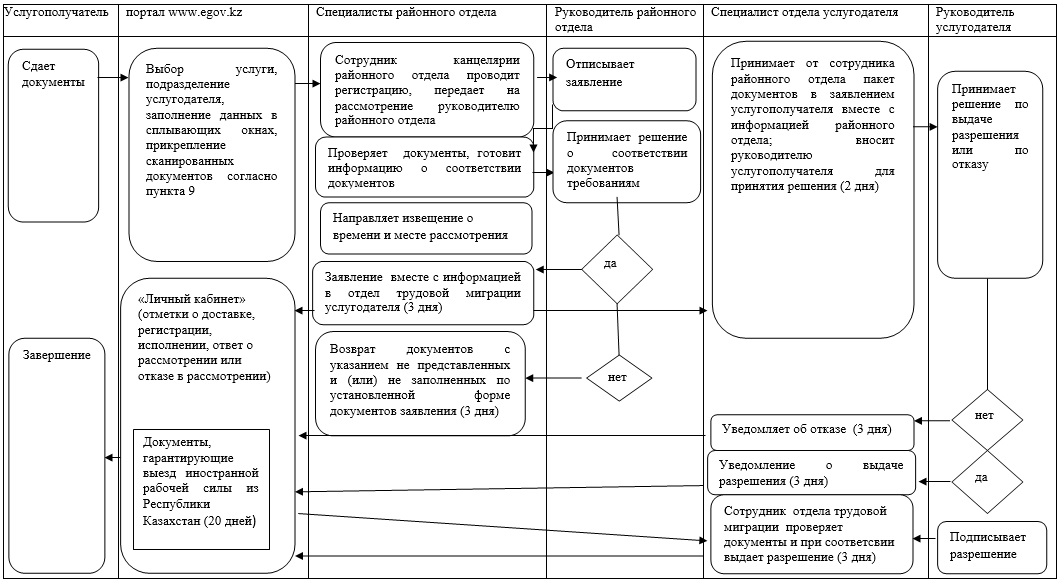 Услугополучатель
портал www.egov.kz
Специалисты районного отдела
Руководитель районного
отдела
Специалист отдела услугодателя
Руководитель
услугодателя
Сдает
документы
Выбор услуги,
подразделение
услугодателя,
заполнение данных в
сплывающих окнах,
прикрепление
сканированных
документов согласно
пункта 9
Сотрудник канцелярии
районного отдела проводит
регистрацию, передает на
рассмотрение руководителю
районного отдела
Отписывает
заявление
Проверяет документы, готовит
информацию о соответствии
документов
Принимает решение
о соответствии
документов
требованиям
Направляет извещение о
времени и месте рассмотрения
да
Заявление вместе с информацией
в отдел трудовой миграции
услугодателя (3 дня)
Возврат документов с
указанием не представленных
и (или) не заполненных по
установленной форме
документов заявления (3 дня)
нет
Принимает от сотрудника
районного отдела пакет
документов в заявлением
услугополучателя вместе с
информацией районного
отдела; вносит
руководителю
услугополучателя для
принятия решения (2 дня)
Принимает
решение по
выдаче
разрешения
или по
отказу
«Личный кабинет»
(отметки о доставке,
регистрации,
исполнении, ответ о
рассмотрении или
отказе в рассмотрении)
Завершение
Документы,
гарантирующие
выезд иностранной
рабочей силы из
Республики
Казахстан (20 дней)
нет
Уведомляет об отказе (3 дня)
да
Уведомление о выдаче
разрешения (3 дня)
Сотрудник отдела трудовой
миграции проверяет
документы и при соответсвии
выдает разрешение (3 дня)
Подписывает
разрешение